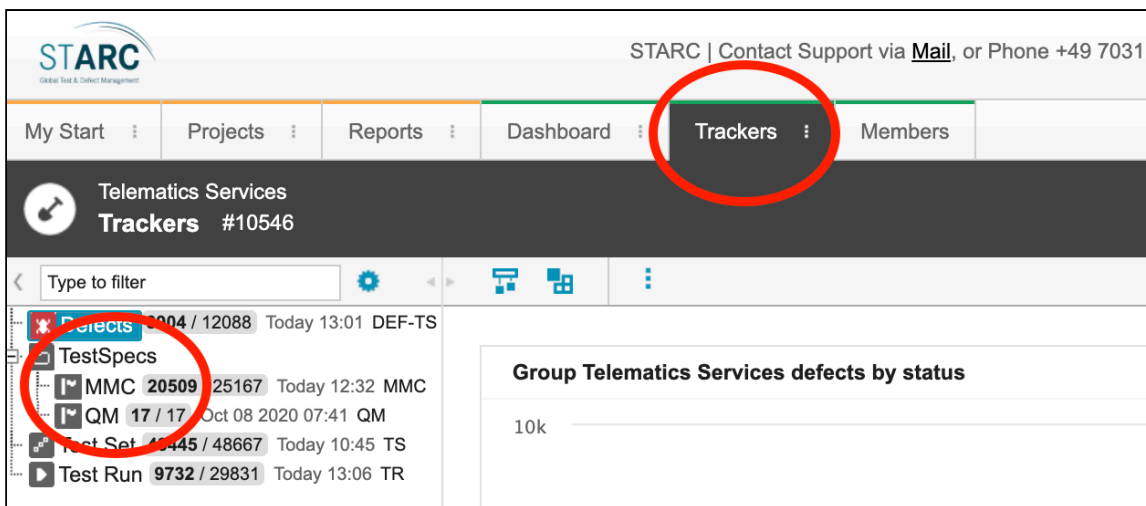 STARC
Global Test & Defect Management
STARC | Contact Support via Mail, or Phone +49 7031
My Start Projects Reports Dashboard Trackers Members
Telematics Services
Trackers #10546
Type to filter
Defects / 12088 Today 13:01 DEF-TS
TestSpecs
MMC 20509 / 25167 Today 12:32 MMC
QM 17 / 17 Oct 08 2020 07:41 QM
Test Set / 48667 Today 10:45 TS
Test Run 9732 / 29831 Today 13:06 TR
Group Telematics Services defects by status
10k